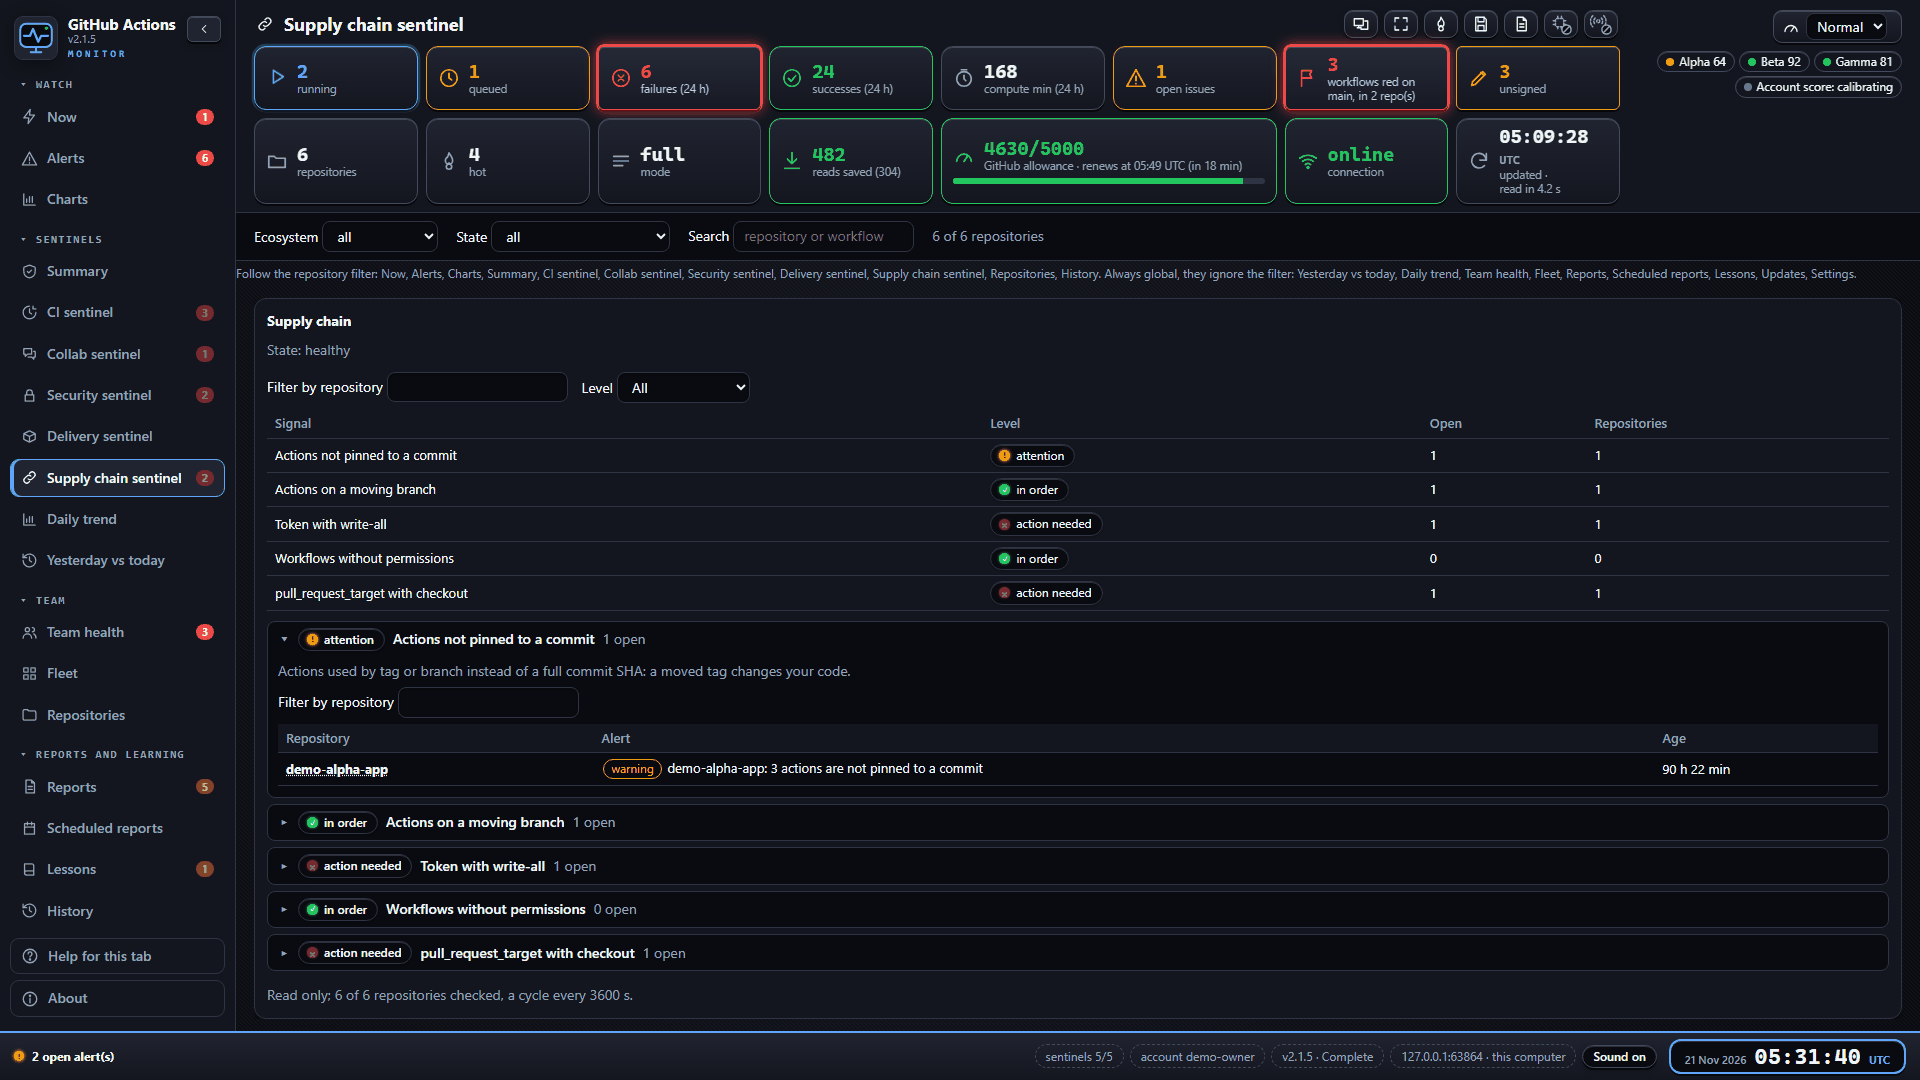 GitHub Actions
v2.1.5
MONITOR
WATCH
Now 1
Alerts 6
Charts
SENTINELS
Summary
CI sentinel 3
Collab sentinel 1
Security sentinel 2
Delivery sentinel
Supply chain sentinel 2
Daily trend
Yesterday vs today
TEAM
Team health 3
Fleet
Repositories
REPORTS AND LEARNING
Reports 5
Scheduled reports
Lessons 1
History
Help for this tab
About
Supply chain sentinel
Normal
2
running
1
queued
6
failures (24 h)
24
successes (24 h)
168
compute min (24 h)
1
open issues
3
workflows red on
main, in 2 repo(s)
3
unsigned
Alpha 64
Beta 92
Gamma 81
Account score: calibrating
6
repositories
4
hot
full
mode
482
reads saved (304)
4630/5000
GitHub allowance · renews at 05:49 UTC (in 18 min)
online
connection
05:09:28
UTC
updated ·
read in 4.2 s
Ecosystem all State all Search repository or workflow 6 of 6 repositories
Follow the repository filter: Now, Alerts, Charts, Summary, CI sentinel, Collab sentinel, Security sentinel, Delivery sentinel, Supply chain sentinel, Repositories, History. Always global, they ignore the filter: Yesterday vs today, Daily trend, Team health, Fleet, Reports, Scheduled reports, Lessons, Updates, Settings.
Supply chain
State: healthy
Filter by repository Level All
Signal Level Open Repositories
Actions not pinned to a commit attention 1 1
Actions on a moving branch in order 1 1
Token with write-all action needed 1 1
Workflows without permissions in order 0 0
pull_request_target with checkout action needed 1 1
attention Actions not pinned to a commit 1 open
Actions used by tag or branch instead of a full commit SHA: a moved tag changes your code.
Filter by repository
Repository Alert Age
demo-alpha-app warning demo-alpha-app: 3 actions are not pinned to a commit 90 h 22 min
in order Actions on a moving branch 1 open
action needed Token with write-all 1 open
in order Workflows without permissions 0 open
action needed pull_request_target with checkout 1 open
Read only; 6 of 6 repositories checked, a cycle every 3600 s.
2 open alert(s)
sentinels 5/5
account demo-owner
v2.1.5 · Complete
127.0.0.1:63864 · this computer
Sound on
21 Nov 2026 05:31:40 UTC